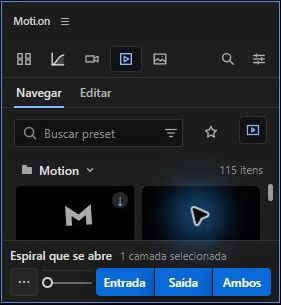 Moti.on
Navegar Editar
Buscar preset
Motion 115 itens
Espiral que se abre 1 camada selecionada
... Entrada Saída Ambos